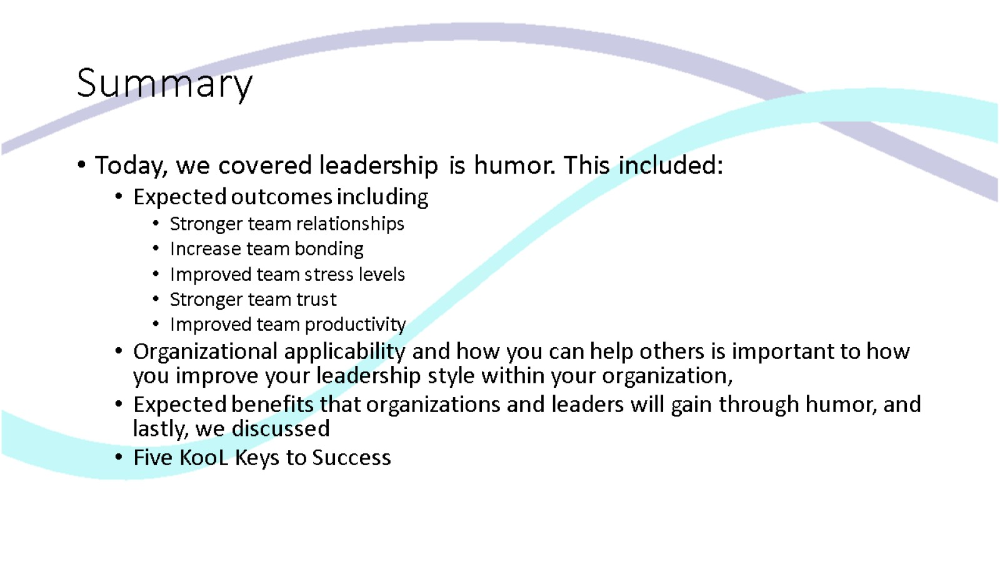 Summary
• Today, we covered leadership is humor. This included:
• Expected outcomes including
• Stronger team relationships
• Increase team bonding
• Improved team stress levels
• Stronger team trust
• Improved team productivity
• Organizational applicability and how you can help others is important to how
you improve your leadership style within your organization,
• Expected benefits that organizations and leaders will gain through humor, and
lastly, we discussed
• Five KooL Keys to Success